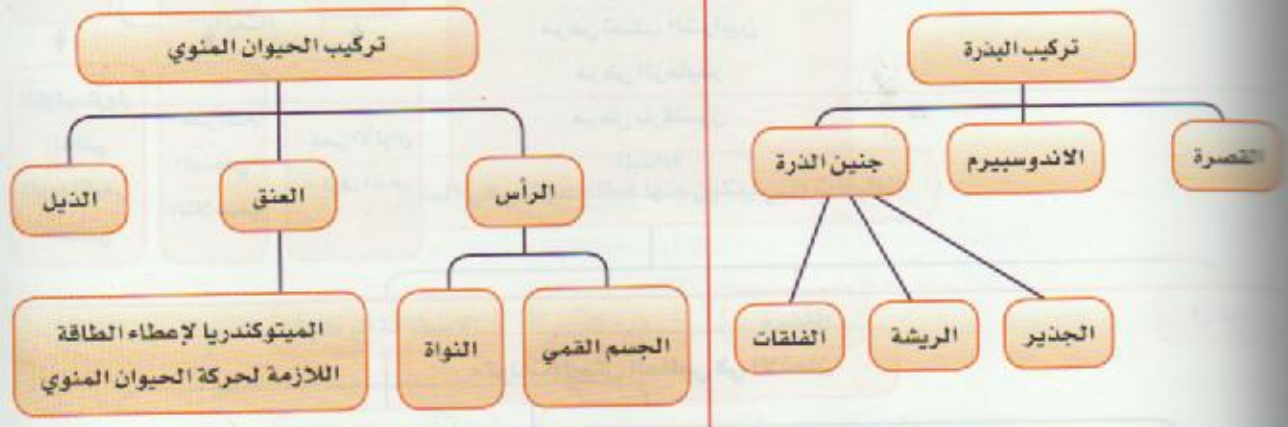 تركيب البذرة
القصرة
الاندوسبيرم
جنين الذرة
الجذير
الريشة
الفلقات
تركيب الحيوان المنوي
الرأس
العنق
الذيل
الجسم القمي
النواة
الميتوكندريا لإعطاء الطاقة
اللازمة لحركة الحيوان المنوي